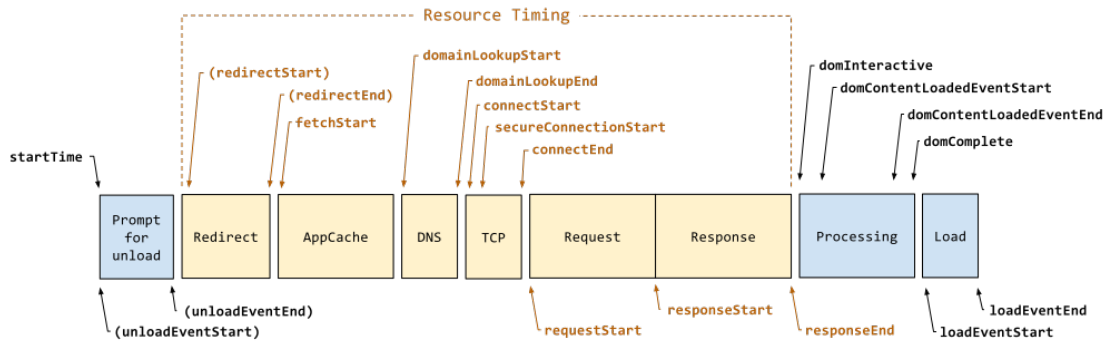 Resource Timing
domainLookupStart
(redirectStart)
domInteractive
domainLookupEnd
domContentLoadedEventStart
(redirectEnd)
connectStart
domContentLoadedEventEnd
fetchStart
secureConnectionStart
domComplete
connectEnd
startTime
Prompt
for
unload
Redirect
AppCache
DNS
TCP
Request
Response
Processing
Load
(unloadEventEnd)
responseStart
loadEventEnd
(unloadEventStart)
requestStart
responseEnd
loadEventStart